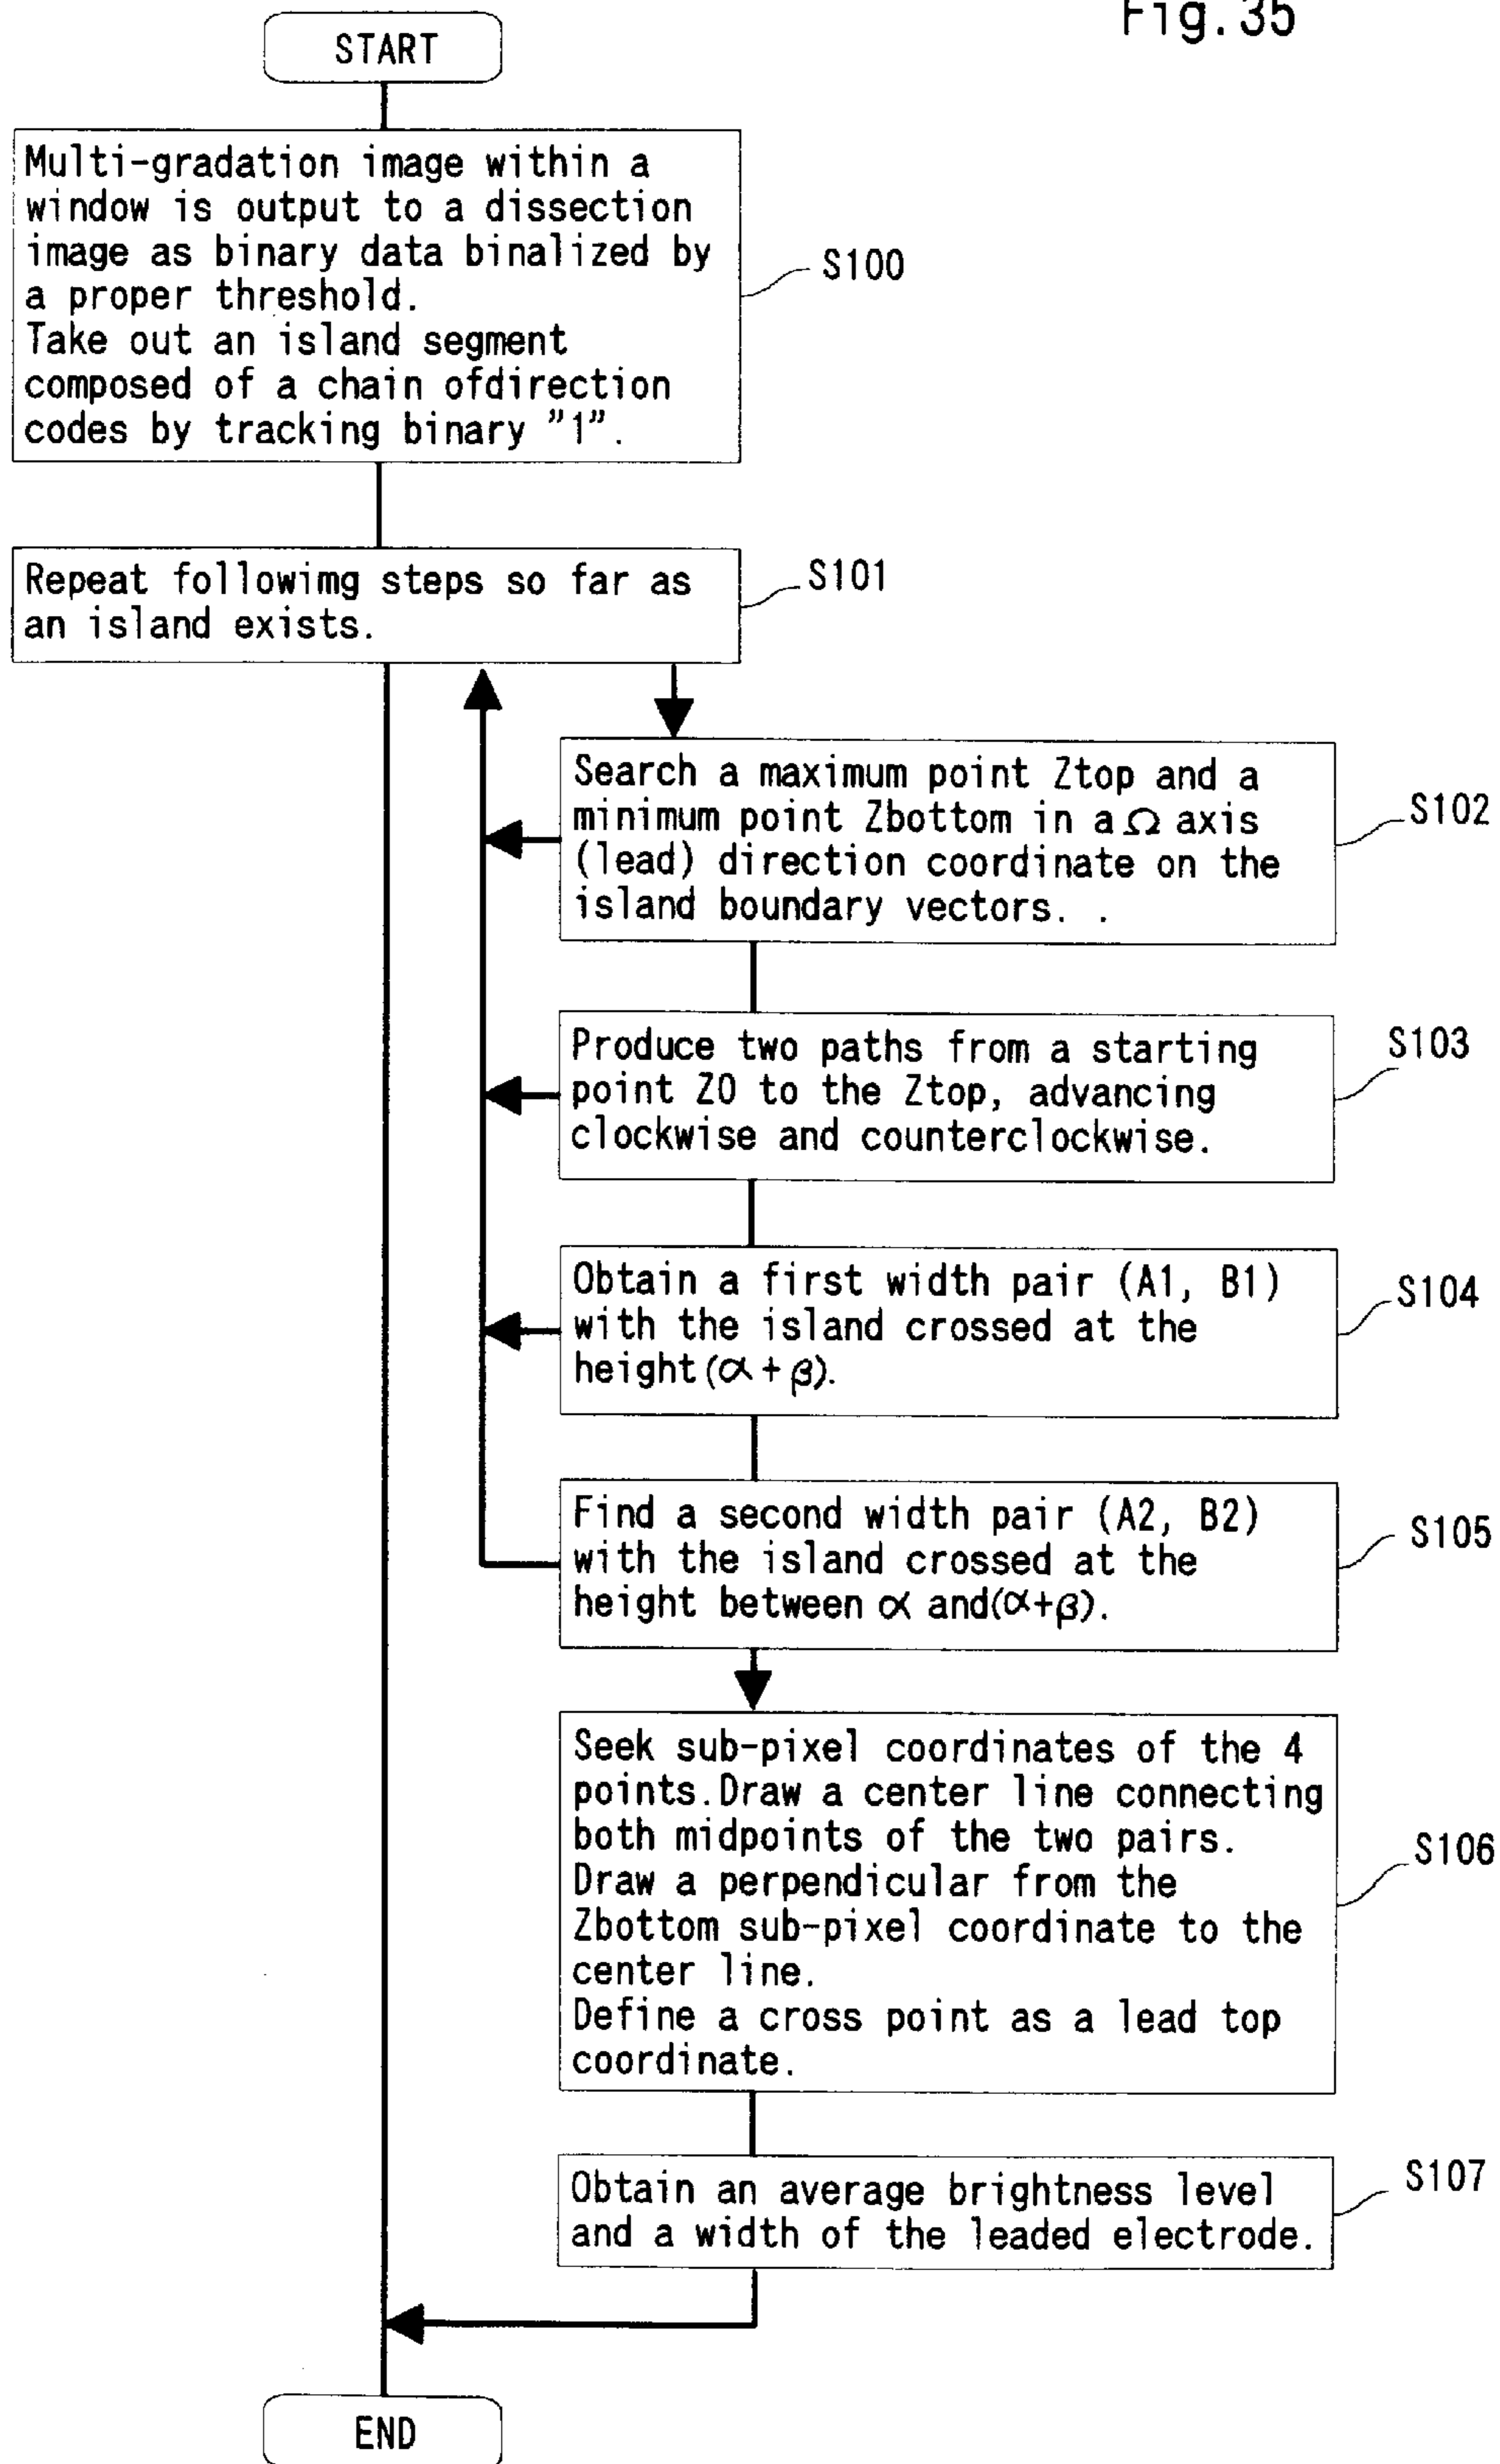 Fig.35
START
Multi-gradation image within a
window is output to a dissection
image as binary data binalized by
a proper threshold.
Take out an island segment
composed of a chain ofdirection
codes by tracking binary ”1”.
S100
Repeat followimg steps so far as
an island exists.
S101
Search a maximum point Ztop and a
minimum point Zbottom in a Ω axis
(lead) direction coordinate on the
island boundary vectors. .
S102
Produce two paths from a starting
point Z0 to the Ztop, advancing
clockwise and counterclockwise.
S103
Obtain a first width pair (A1, B1)
with the island crossed at the
height (α + β).
S104
Find a second width pair (A2, B2)
with the island crossed at the
height between α and(α+β).
S105
Seek sub-pixel coordinates of the 4
points.Draw a center line connecting
both midpoints of the two pairs.
Draw a perpendicular from the
Zbottom sub-pixel coordinate to the
center line.
Define a cross point as a lead top
coordinate.
S106
Obtain an average brightness level
and a width of the leaded electrode.
S107
END